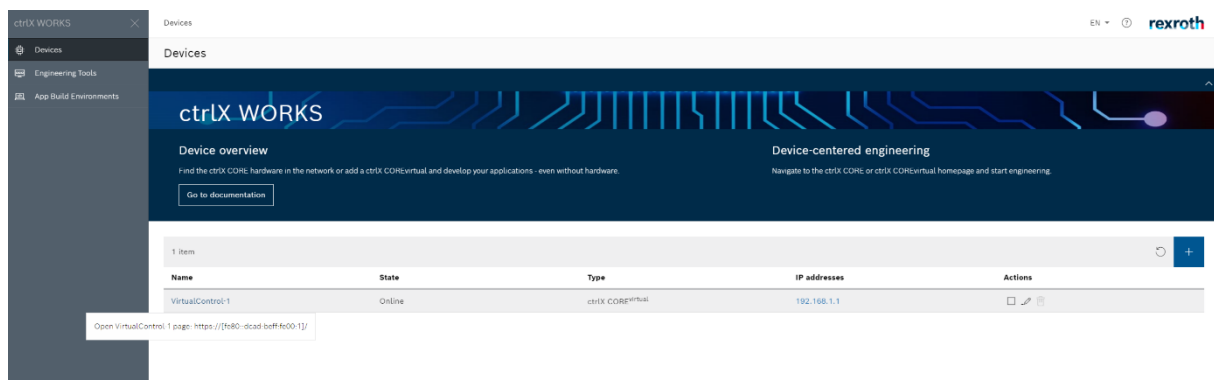 ctrlX WORKS
Devices
Engineering Tools
App Build Environments
Devices
EN
rexroth
Devices
ctrlX WORKS
Device overview
Find the ctrlX CORE hardware in the network or add a ctrlX COREvirtual and develop your applications - even without hardware.
Go to documentation
Device-centered engineering
Navigate to the ctrlX CORE or ctrlX COREvirtual homepage and start engineering.
1 item
Name State Type IP addresses Actions
VirtualControl-1 Online ctrlX COREvirtual 192.168.1.1
Open VirtualControl-1 page: https://[fe80::dcad:beff:fe00:1]/